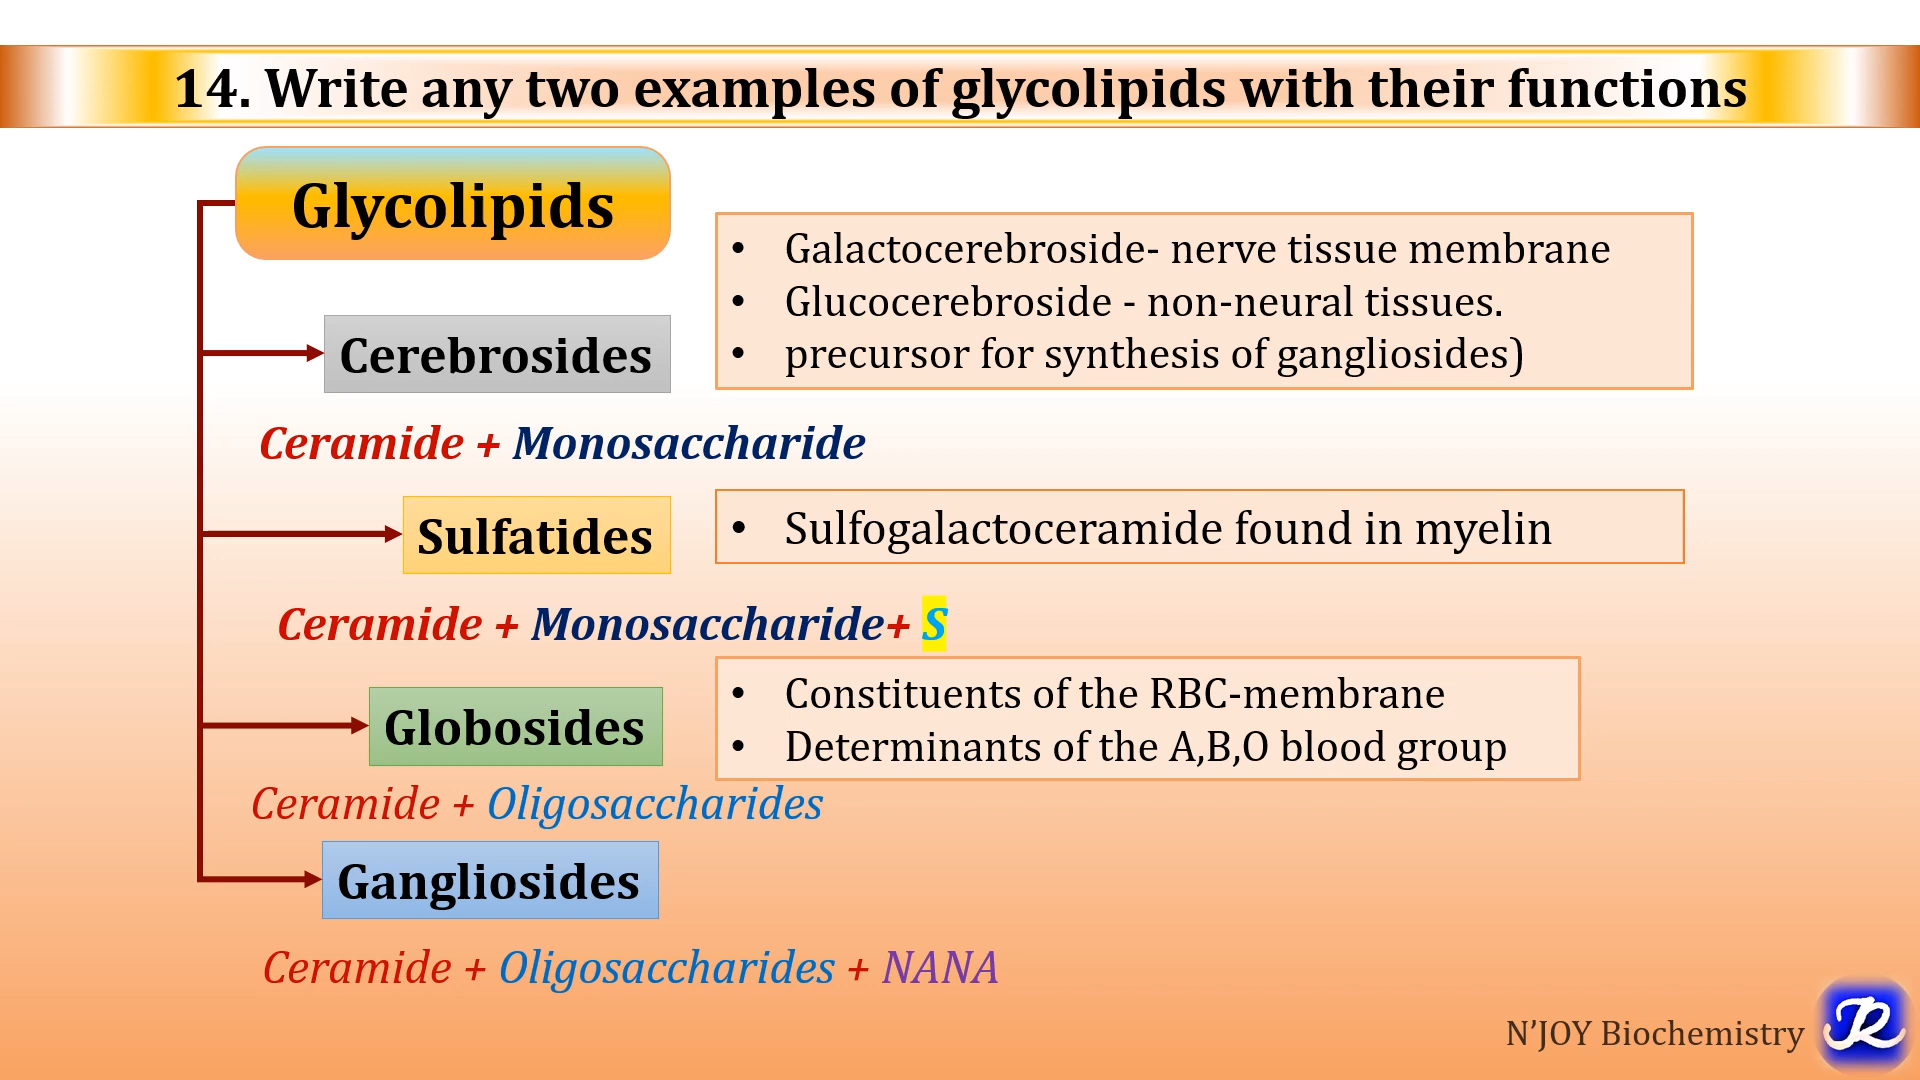 14. Write any two examples of glycolipids with their functions
Glycolipids
• Galactocerebroside- nerve tissue membrane
• Glucocerebroside - non-neural tissues.
• precursor for synthesis of gangliosides)
Cerebrosides
Ceramide + Monosaccharide
Sulfatides
• Sulfogalactoceramide found in myelin
Ceramide + Monosaccharide+ S
Globosides
• Constituents of the RBC-membrane
• Determinants of the A,B,O blood group
Ceramide + Oligosaccharides
Gangliosides
Ceramide + Oligosaccharides + NANA
N’JOY Biochemistry
JR